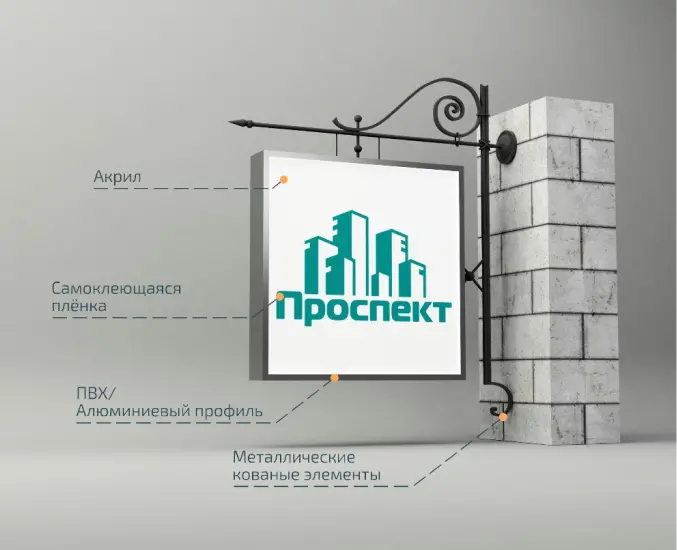 Акрил
Самоклеющаяся
плёнка
Проспект
ПВХ/
Алюминиевый профиль
Металлические
кованые элементы